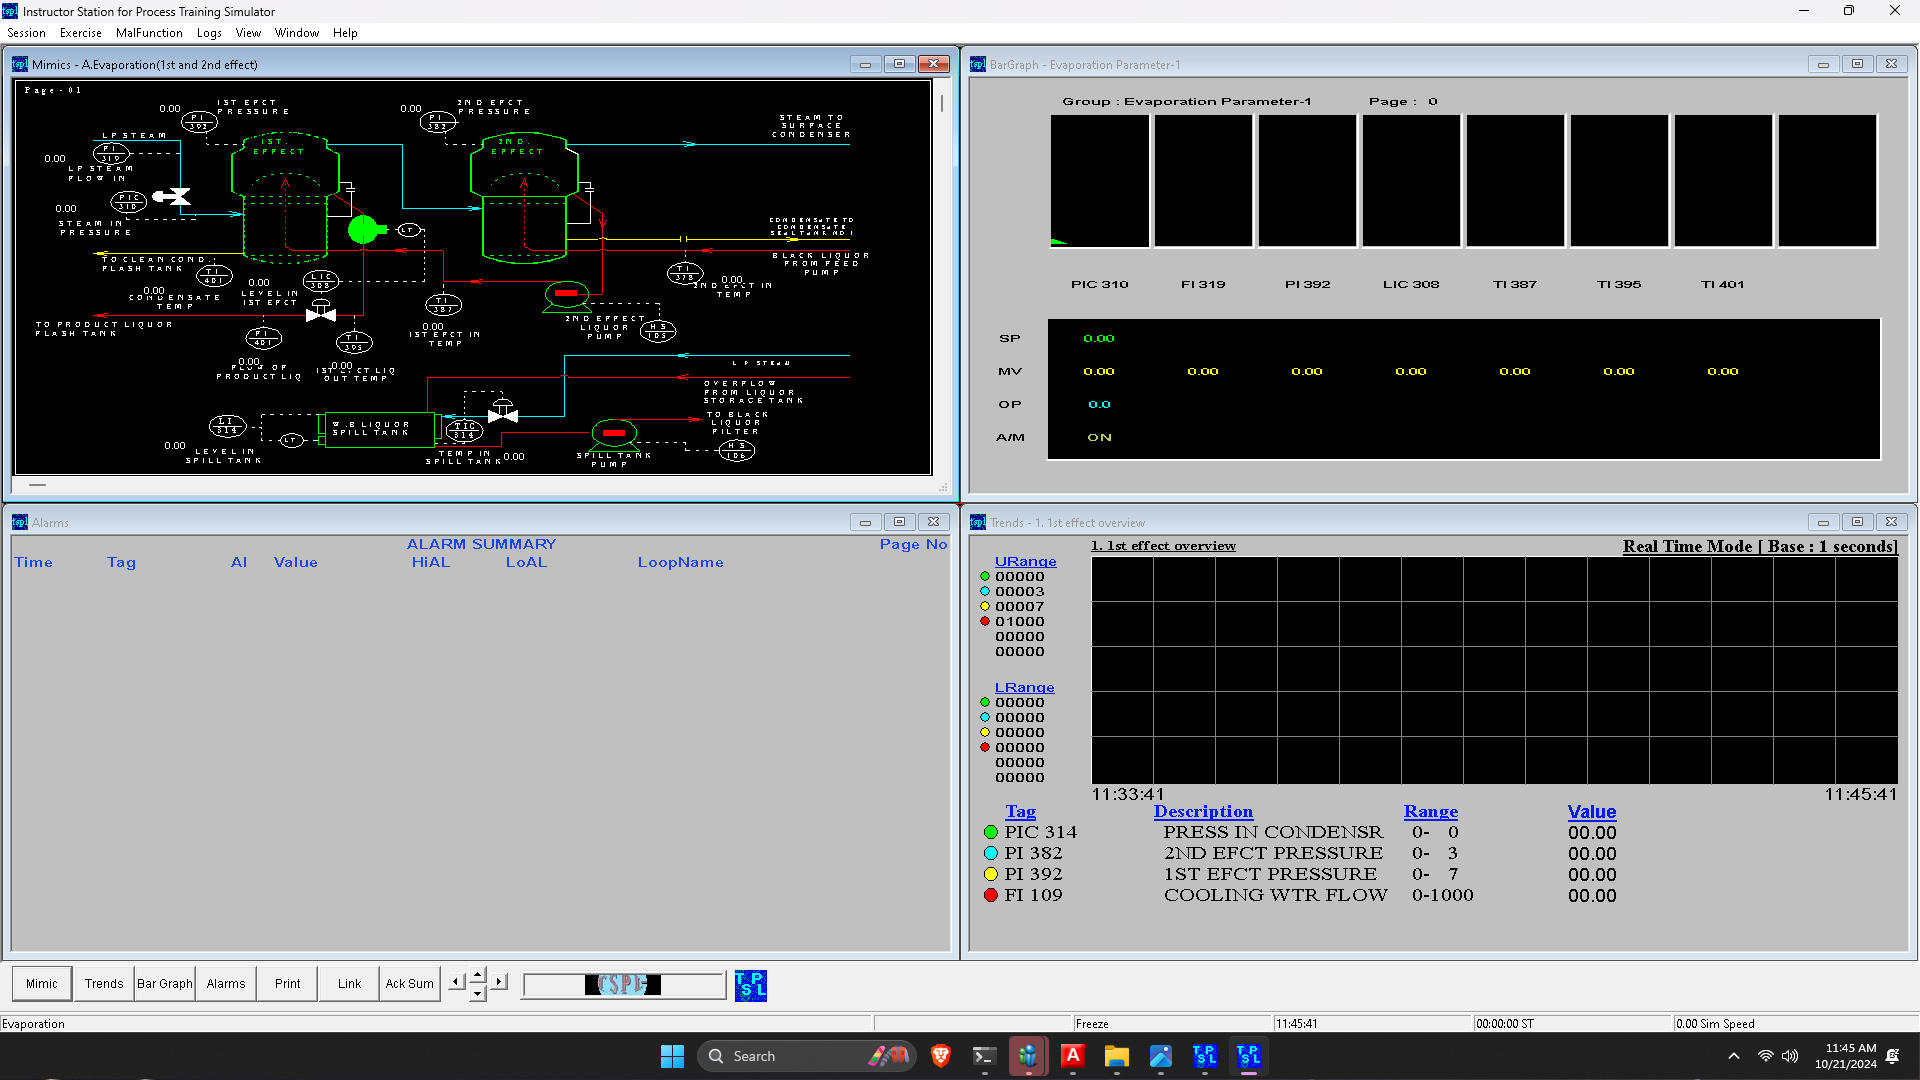 Instructor Station for Process Training Simulator
Session Exercise MalFunction Logs View Window Help
Mimics - A.Evaporation(1st and 2nd effect)
Page - 01
0.00
PI 392
1ST EFCT PRESSURE
0.00
PI 382
2ND EFCT PRESSURE
STEAM TO SURFACE CONDENSER
LP STEAM
FI 319
0.00
LP STEAM FLOW IN
1ST. EFFECT
2ND. EFFECT
PIC 310
0.00
STEAM IN PRESSURE
LT
CONDENSATE TO CONDENSATE
TO CLEAN COND. FLASH TANK
TI 401
0.00
CONDENSATE TEMP
LIC 308
0.00
LEVEL IN 1ST EFCT
TI 387
0.00
1ST EFCT IN TEMP
TI 378
0.00
2ND EFCT IN TEMP
BLACK LIQUOR FROM FEED PUMP
TO PRODUCT LIQUOR FLASH TANK
FI 401
0.00
FLOW OF PRODUCT LIQ
TI 395
0.00
1ST EFCT LIQ OUT TEMP
2ND EFFECT LIQUOR PUMP
HS 105
LP STEAM
OVERFLOW FROM LIQUOR STORAGE TANK
LI 314
0.00
LEVEL IN SPILL TANK
LT
W.B LIQUOR SPILL TANK
TIC 314
TEMP IN SPILL TANK
0.00
TO BLACK LIQUOR FILTER
SPILL TANK PUMP
HS 106
BarGraph - Evaporation Parameter-1
Group : Evaporation Parameter-1 Page : 0
PIC 310 FI 319 PI 392 LIC 308 TI 387 TI 395 TI 401
SP 0.00
MV 0.00 0.00 0.00 0.00 0.00 0.00 0.00
OP 0.0
A/M ON
Alarms
ALARM SUMMARY Page No
Time Tag Al Value HiAL LoAL LoopName
Trends - 1. 1st effect overview
1. 1st effect overview Real Time Mode [ Base : 1 seconds]
URange
00000
00003
00007
01000
00000
00000
LRange
00000
00000
00000
00000
00000
00000
11:33:41 11:45:41
Tag Description Range Value
PIC 314 PRESS IN CONDENSR 0- 0 00.00
PI 382 2ND EFCT PRESSURE 0- 3 00.00
PI 392 1ST EFCT PRESSURE 0- 7 00.00
FI 109 COOLING WTR FLOW 0-1000 00.00
Mimic Trends Bar Graph Alarms Print Link Ack Sum TSPL TPSL
Evaporation Freeze 11:45:41 00:00:00 ST 0.00 Sim Speed
Search
11:45 AM
10/21/2024